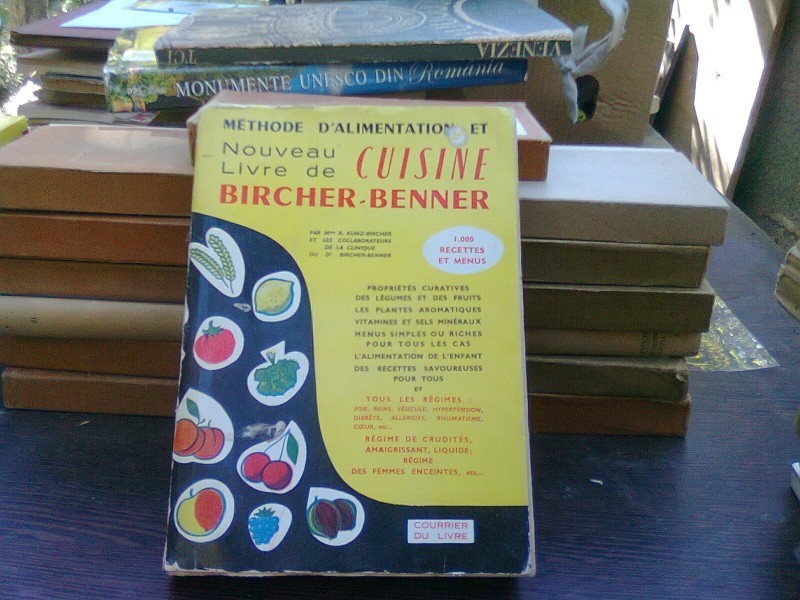 VENEZIA
TCI
MONUMENTE UNESCO DIN România
MÉTHODE D'ALIMENTATION ET
Nouveau
Livre de CUISINE
BIRCHER-BENNER
PAR Mme R. KUNZ-BIRCHER
ET LES COLLABORATEURS
DE LA CLINIQUE
DU Dr BIRCHER-BENNER
1.000
RECETTES
ET MENUS
PROPRIÉTÉS CURATIVES
DES LÉGUMES ET DES FRUITS
LES PLANTES AROMATIQUES
VITAMINES ET SELS MINÉRAUX
MENUS SIMPLES OU RICHES
POUR TOUS LES CAS
L'ALIMENTATION DE L'ENFANT
DES RECETTES SAVOUREUSES
POUR TOUS
ET
TOUS LES RÉGIMES :
FOIE, REINS, VÉSICULE, HYPERTENSION,
DIABÈTE, ALLERGIES, RHUMATISME,
CŒUR, etc...
RÉGIME DE CRUDITÉS,
AMAIGRISSANT, LIQUIDE;
RÉGIME
DES FEMMES ENCEINTES, etc...
COURRIER
DU LIVRE